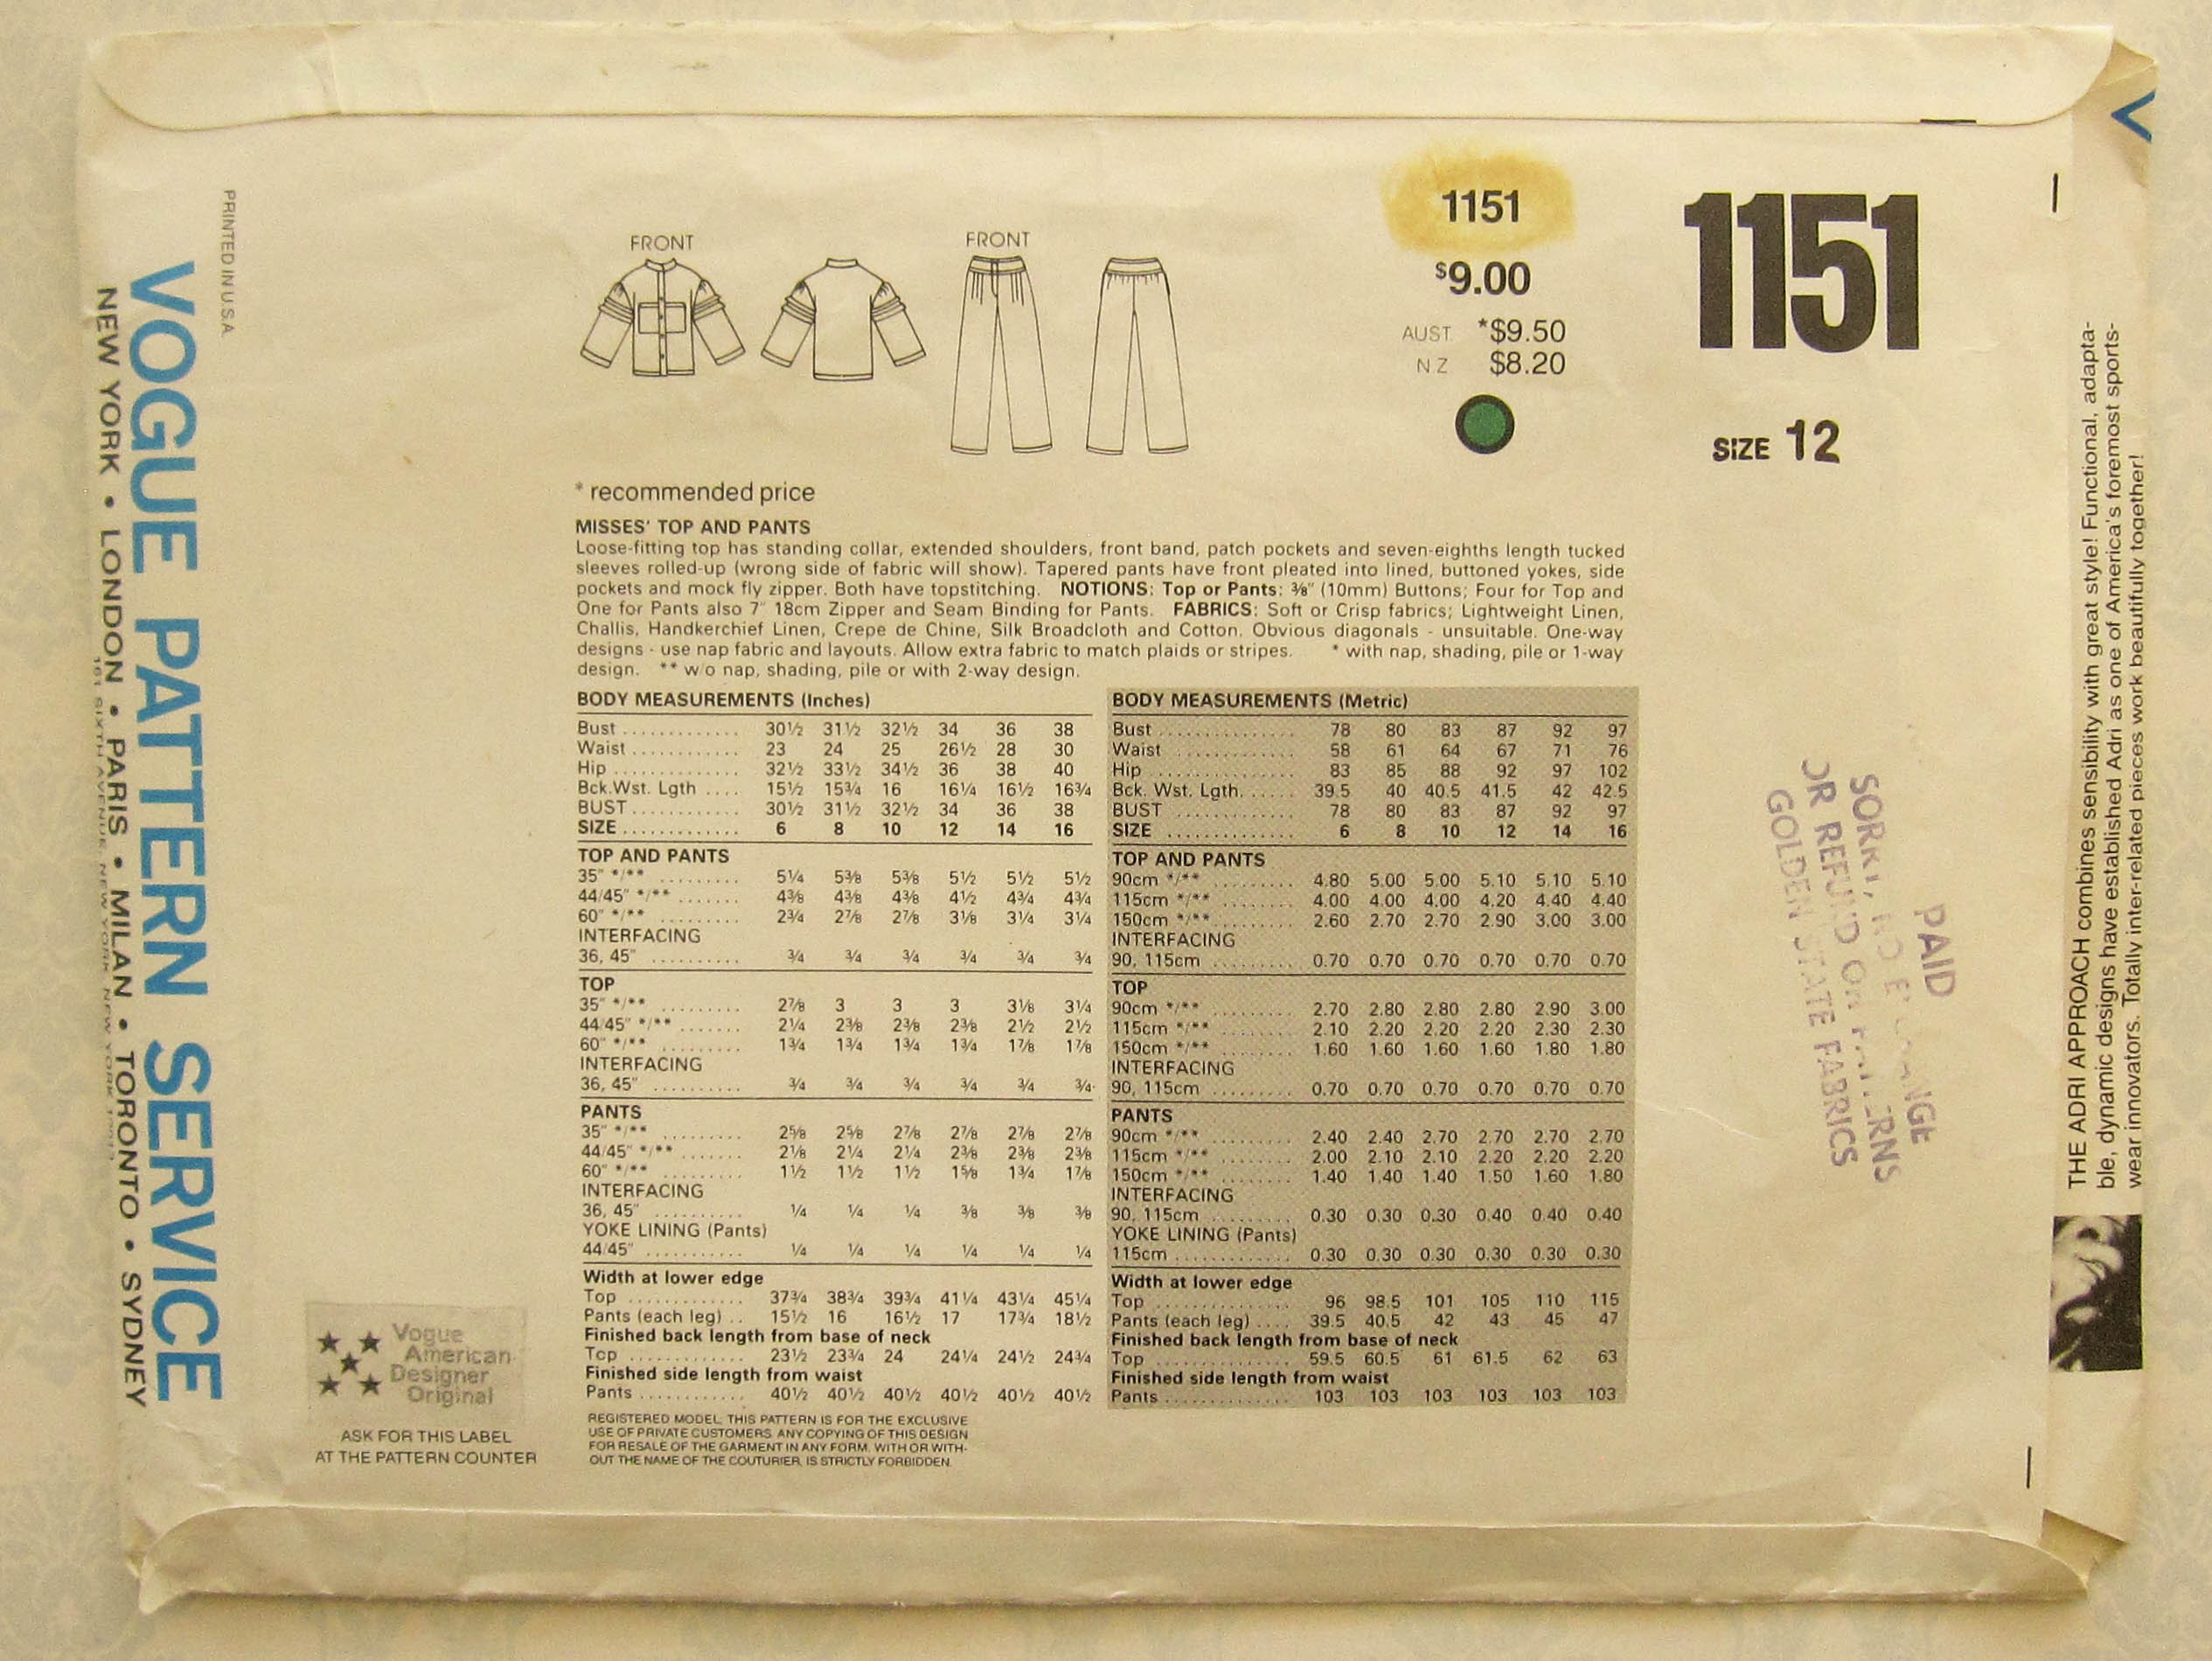 PRINTED IN U.S.A.
VOGUE PATTERN SERVICE
NEW YORK • LONDON • PARIS • MILAN • TORONTO • SYDNEY
161 SIXTH AVENUE, NEW YORK, NEW YORK
FRONT
FRONT
1151
$9.00
AUST. *$9.50
N.Z. $8.20
1151
SIZE 12
* recommended price
MISSES' TOP AND PANTS
Loose-fitting top has standing collar, extended shoulders, front band, patch pockets and seven-eighths length tucked
sleeves rolled-up (wrong side of fabric will show). Tapered pants have front pleated into lined, buttoned yokes, side
pockets and mock fly zipper. Both have topstitching. NOTIONS: Top or Pants: ⅜" (10mm) Buttons; Four for Top and
One for Pants also 7" 18cm Zipper and Seam Binding for Pants. FABRICS: Soft or Crisp fabrics; Lightweight Linen,
Challis, Handkerchief Linen, Crepe de Chine, Silk Broadcloth and Cotton. Obvious diagonals - unsuitable. One-way
designs - use nap fabric and layouts. Allow extra fabric to match plaids or stripes. * with nap, shading, pile or 1-way
design. ** w/o nap, shading, pile or with 2-way design.
BODY MEASUREMENTS (Inches)
Bust ............. 30½ 31½ 32½ 34 36 38
Waist ............ 23 24 25 26½ 28 30
Hip .............. 32½ 33½ 34½ 36 38 40
Bck.Wst. Lgth .... 15½ 15¾ 16 16¼ 16½ 16¾
BUST ............. 30½ 31½ 32½ 34 36 38
SIZE ............. 6 8 10 12 14 16
TOP AND PANTS
35" */** ......... 5¼ 5⅜ 5⅜ 5½ 5½ 5½
44/45" */** ....... 4⅜ 4⅜ 4⅜ 4½ 4¾ 4¾
60" */** ......... 2¾ 2⅞ 2⅞ 3⅛ 3¼ 3¼
INTERFACING
36, 45" .......... ¾ ¾ ¾ ¾ ¾ ¾
TOP
35" */** ......... 2⅞ 3 3 3 3⅛ 3¼
44/45" */** ....... 2¼ 2⅜ 2⅜ 2⅜ 2½ 2½
60" */** ......... 1¾ 1¾ 1¾ 1¾ 1⅞ 1⅞
INTERFACING
36, 45" .......... ¾ ¾ ¾ ¾ ¾ ¾
PANTS
35" */** ......... 2⅝ 2⅝ 2⅞ 2⅞ 2⅞ 2⅞
44/45" */** ....... 2⅛ 2¼ 2¼ 2⅜ 2⅜ 2⅜
60" */** ......... 1½ 1½ 1½ 1⅝ 1¾ 1⅞
INTERFACING
36, 45" .......... ¼ ¼ ¼ ⅜ ⅜ ⅜
YOKE LINING (Pants)
44/45" ........... ¼ ¼ ¼ ¼ ¼ ¼
Width at lower edge
Top ............. 37¾ 38¾ 39¾ 41¼ 43¼ 45¼
Pants (each leg) .. 15½ 16 16½ 17 17¾ 18½
Finished back length from base of neck
Top ............. 23½ 23¾ 24 24¼ 24½ 24¾
Finished side length from waist
Pants ............ 40½ 40½ 40½ 40½ 40½ 40½
BODY MEASUREMENTS (Metric)
Bust ............... 78 80 83 87 92 97
Waist .............. 58 61 64 67 71 76
Hip ................ 83 85 88 92 97 102
Bck. Wst. Lgth. ...... 39.5 40 40.5 41.5 42 42.5
BUST ............. 78 80 83 87 92 97
SIZE .............. 6 8 10 12 14 16
TOP AND PANTS
90cm */** ......... 4.80 5.00 5.00 5.10 5.10 5.10
115cm */** ........ 4.00 4.00 4.00 4.20 4.40 4.40
150cm */** ........ 2.60 2.70 2.70 2.90 3.00 3.00
INTERFACING
90, 115cm ......... 0.70 0.70 0.70 0.70 0.70 0.70
TOP
90cm */** ......... 2.70 2.80 2.80 2.80 2.90 3.00
115cm */** ........ 2.10 2.20 2.20 2.20 2.30 2.30
150cm */** ........ 1.60 1.60 1.60 1.60 1.80 1.80
INTERFACING
90, 115cm ......... 0.70 0.70 0.70 0.70 0.70 0.70
PANTS
90cm */** ......... 2.40 2.40 2.70 2.70 2.70 2.70
115cm */** ........ 2.00 2.10 2.10 2.20 2.20 2.20
150cm */** ........ 1.40 1.40 1.40 1.50 1.60 1.80
INTERFACING
90, 115cm ......... 0.30 0.30 0.30 0.40 0.40 0.40
YOKE LINING (Pants)
115cm ............. 0.30 0.30 0.30 0.30 0.30 0.30
Width at lower edge
Top ............... 96 98.5 101 105 110 115
Pants (each leg) .... 39.5 40.5 42 43 45 47
Finished back length from base of neck
Top ............... 59.5 60.5 61 61.5 62 63
Finished side length from waist
Pants ............. 103 103 103 103 103 103
REGISTERED MODEL. THIS PATTERN IS FOR THE EXCLUSIVE
USE OF PRIVATE CUSTOMERS. ANY COPYING OF THIS DESIGN
FOR RESALE OF THE GARMENT IN ANY FORM, WITH OR WITH-
OUT THE NAME OF THE COUTURIER, IS STRICTLY FORBIDDEN.
Vogue
American
Designer
Original
ASK FOR THIS LABEL
AT THE PATTERN COUNTER
PAID
SORRY, NO EXCHANGE
OR REFUND ON PATTERNS
GOLDEN STATE FABRICS
THE ADRI APPROACH combines sensibility with great style! Functional, adapta-
ble, dynamic designs have established Adri as one of America's foremost sports-
wear innovators. Totally inter-related pieces work beautifully together!